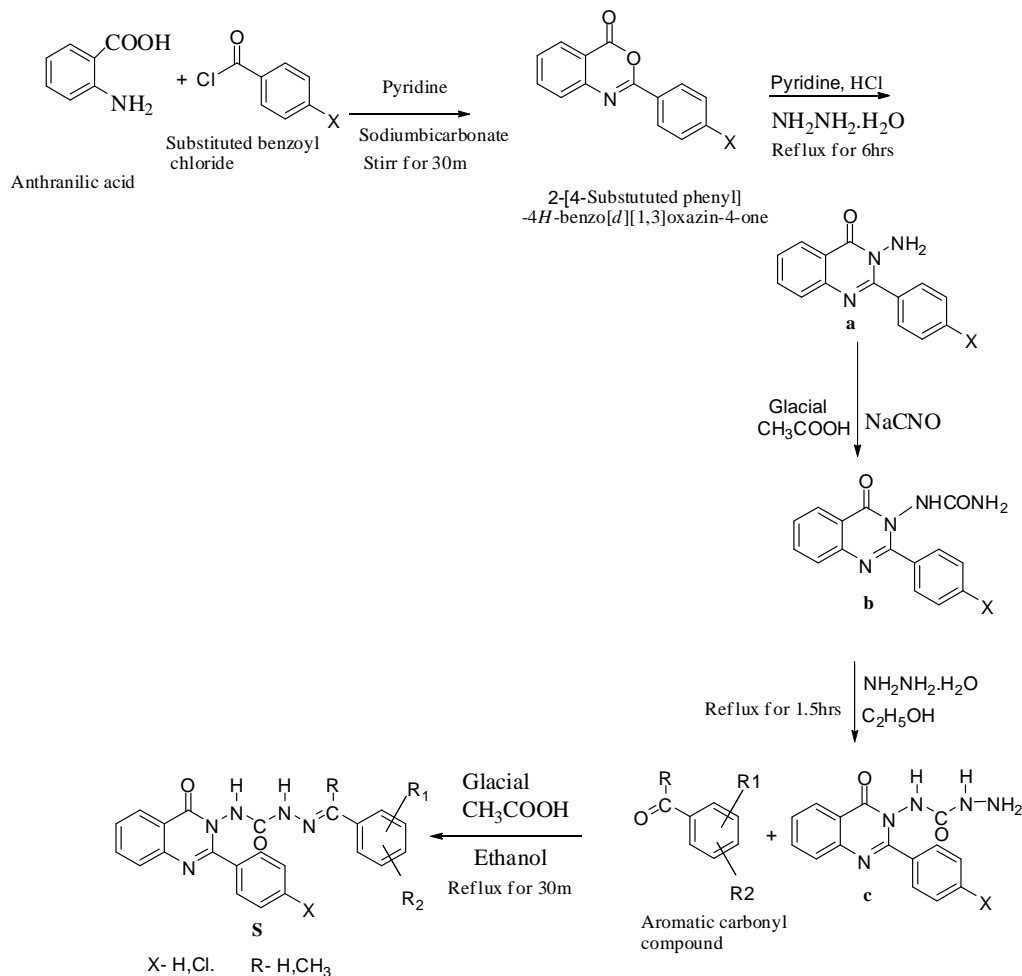 O
COOH
NH2
Anthranilic acid
+
O
Cl
X
Substituted benzoyl
chloride
Pyridine
Sodiumbicarbonate
Stirr for 30m
O
O
N
X
2-[4-Substututed phenyl]
-4H-benzo[d][1,3]oxazin-4-one
Pyridine, HCl
NH2NH2.H2O
Reflux for 6hrs
O
N
NH2
N
X
a
Glacial
CH3COOH
NaCNO
O
N
NHCONH2
N
X
b
Reflux for 1.5hrs
NH2NH2.H2O
C2H5OH
O
H
N
H
N
NH2
N
O
N
X
c
+
R
C
O
R1
R2
Aromatic carbonyl
compound
Glacial
CH3COOH
Ethanol
Reflux for 30m
O
H
N
H
N
R
C
N
N
O
N
R1
R2
X
S
X- H,Cl. R- H,CH3